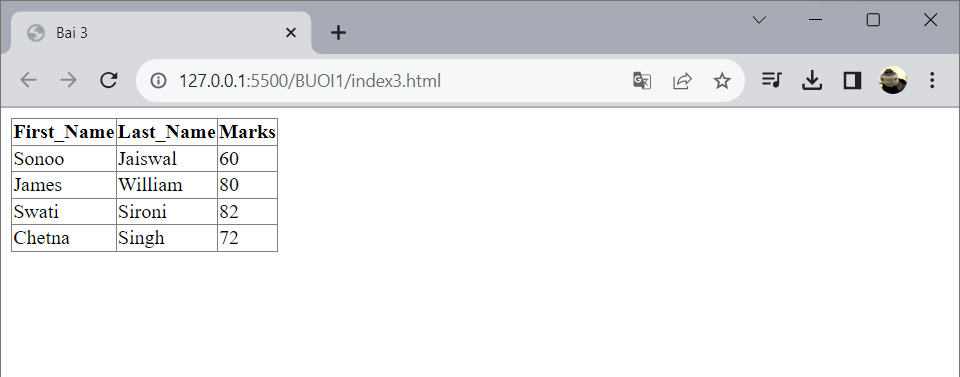 Bai 3
127.0.0.1:5500/BUOI1/index3.html
First_Name Last_Name Marks
Sonoo Jaiswal 60
James William 80
Swati Sironi 82
Chetna Singh 72